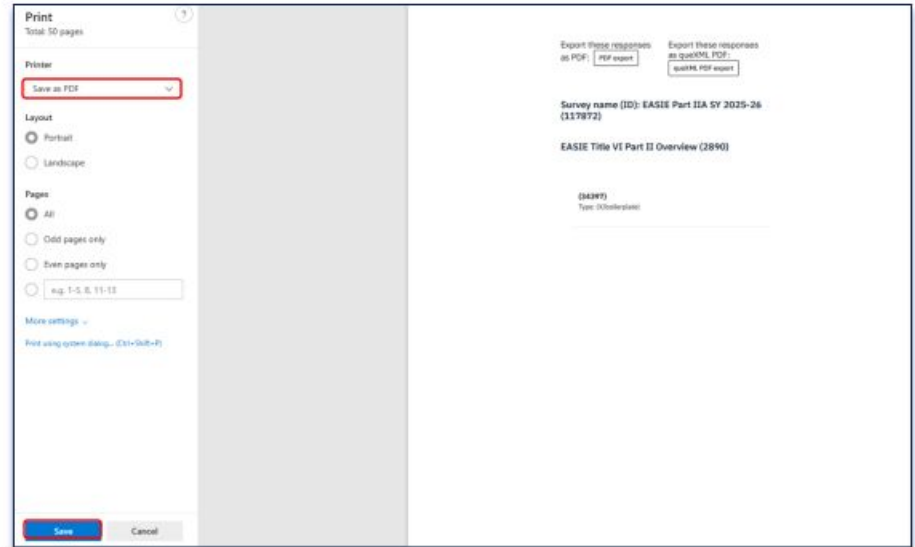 Print
?
Total: 50 pages
Printer
Save as PDF
Layout
Portrait
Landscape
Pages
All
Odd pages only
Even pages only
e.g. 1-5, 8, 11-13
More settings
Print using system dialog... (Ctrl+Shift+P)
Save
Cancel
Export these responses
as PDF: PDF export
Export these responses
as queXML PDF:
queXML PDF export
Survey name (ID): EASIE Part IIA SY 2025-26
(117872)
EASIE Title VI Part II Overview (2890)
(34397)
Type: (X/boilerplate)